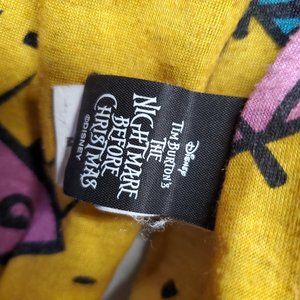 Disney
TIM BURTON'S
THE
NIGHTMARE
BEFORE
CHRISTMAS
©DISNEY